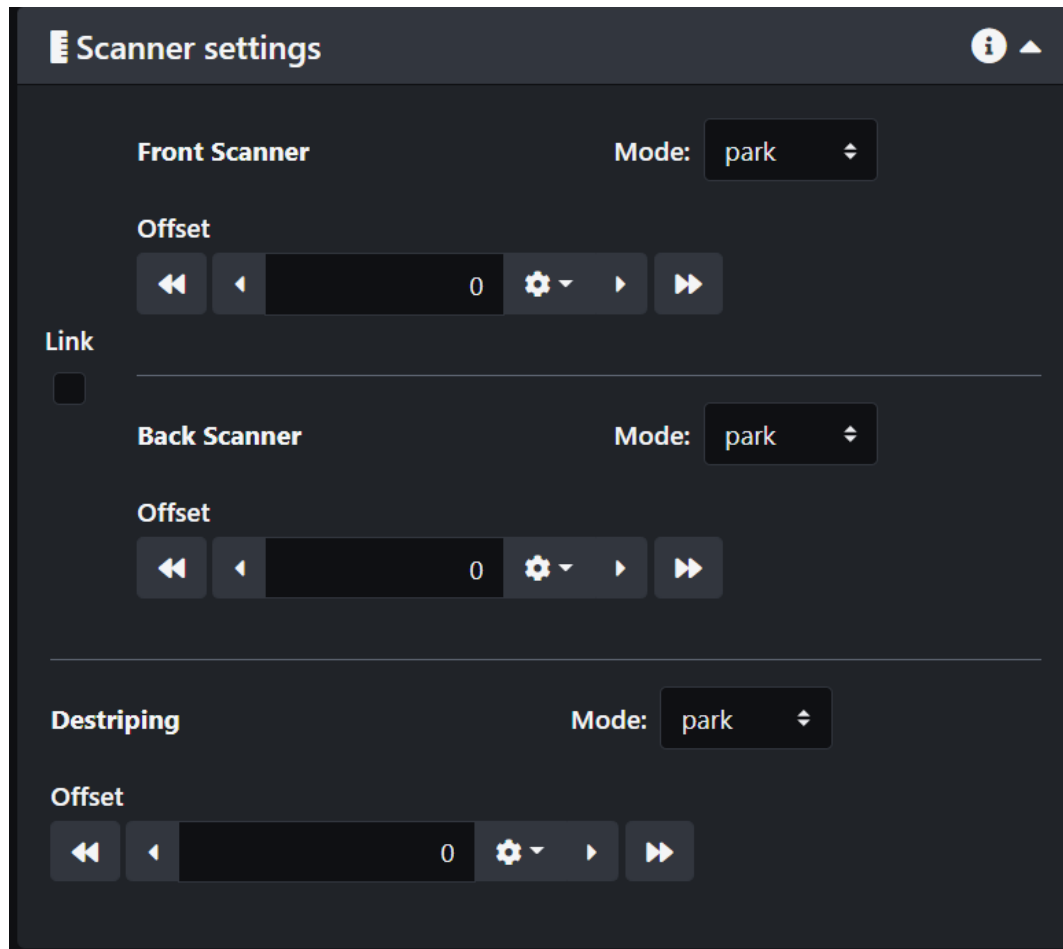 Scanner settings
Front Scanner Mode: park
Offset
0
Link
Back Scanner Mode: park
Offset
0
Destriping Mode: park
Offset
0